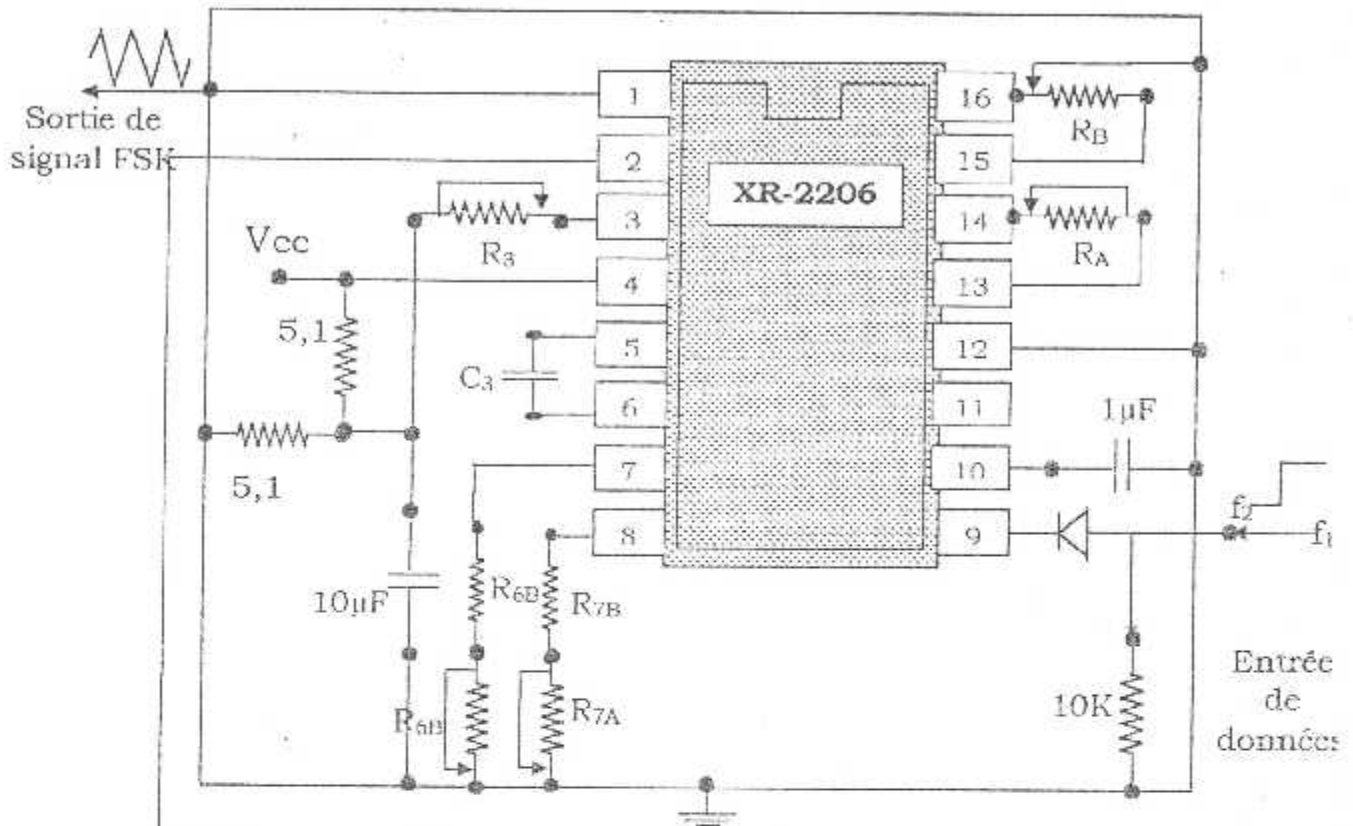 Sortie de
signal FSK
Vcc
5,1
5,1
10µF
R3
C3
R6B
R6B
R7B
R7A
XR-2206
1
2
3
4
5
6
7
8
16
15
14
13
12
11
10
9
RB
RA
1µF
f2
f1
10K
Entrée
de
données